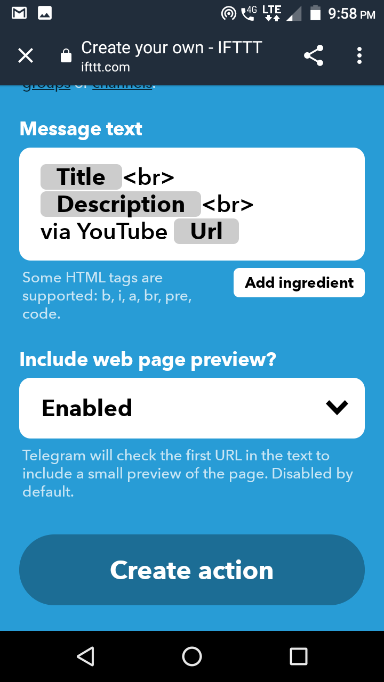 4G LTE 9:58 PM
Create your own - IFTTT
ifttt.com
groups or channels.
Message text
Title <br>
Description <br>
via YouTube Url
Some HTML tags are
supported: b, i, a, br, pre,
code.
Add ingredient
Include web page preview?
Enabled
Telegram will check the first URL in the text to
include a small preview of the page. Disabled by
default.
Create action